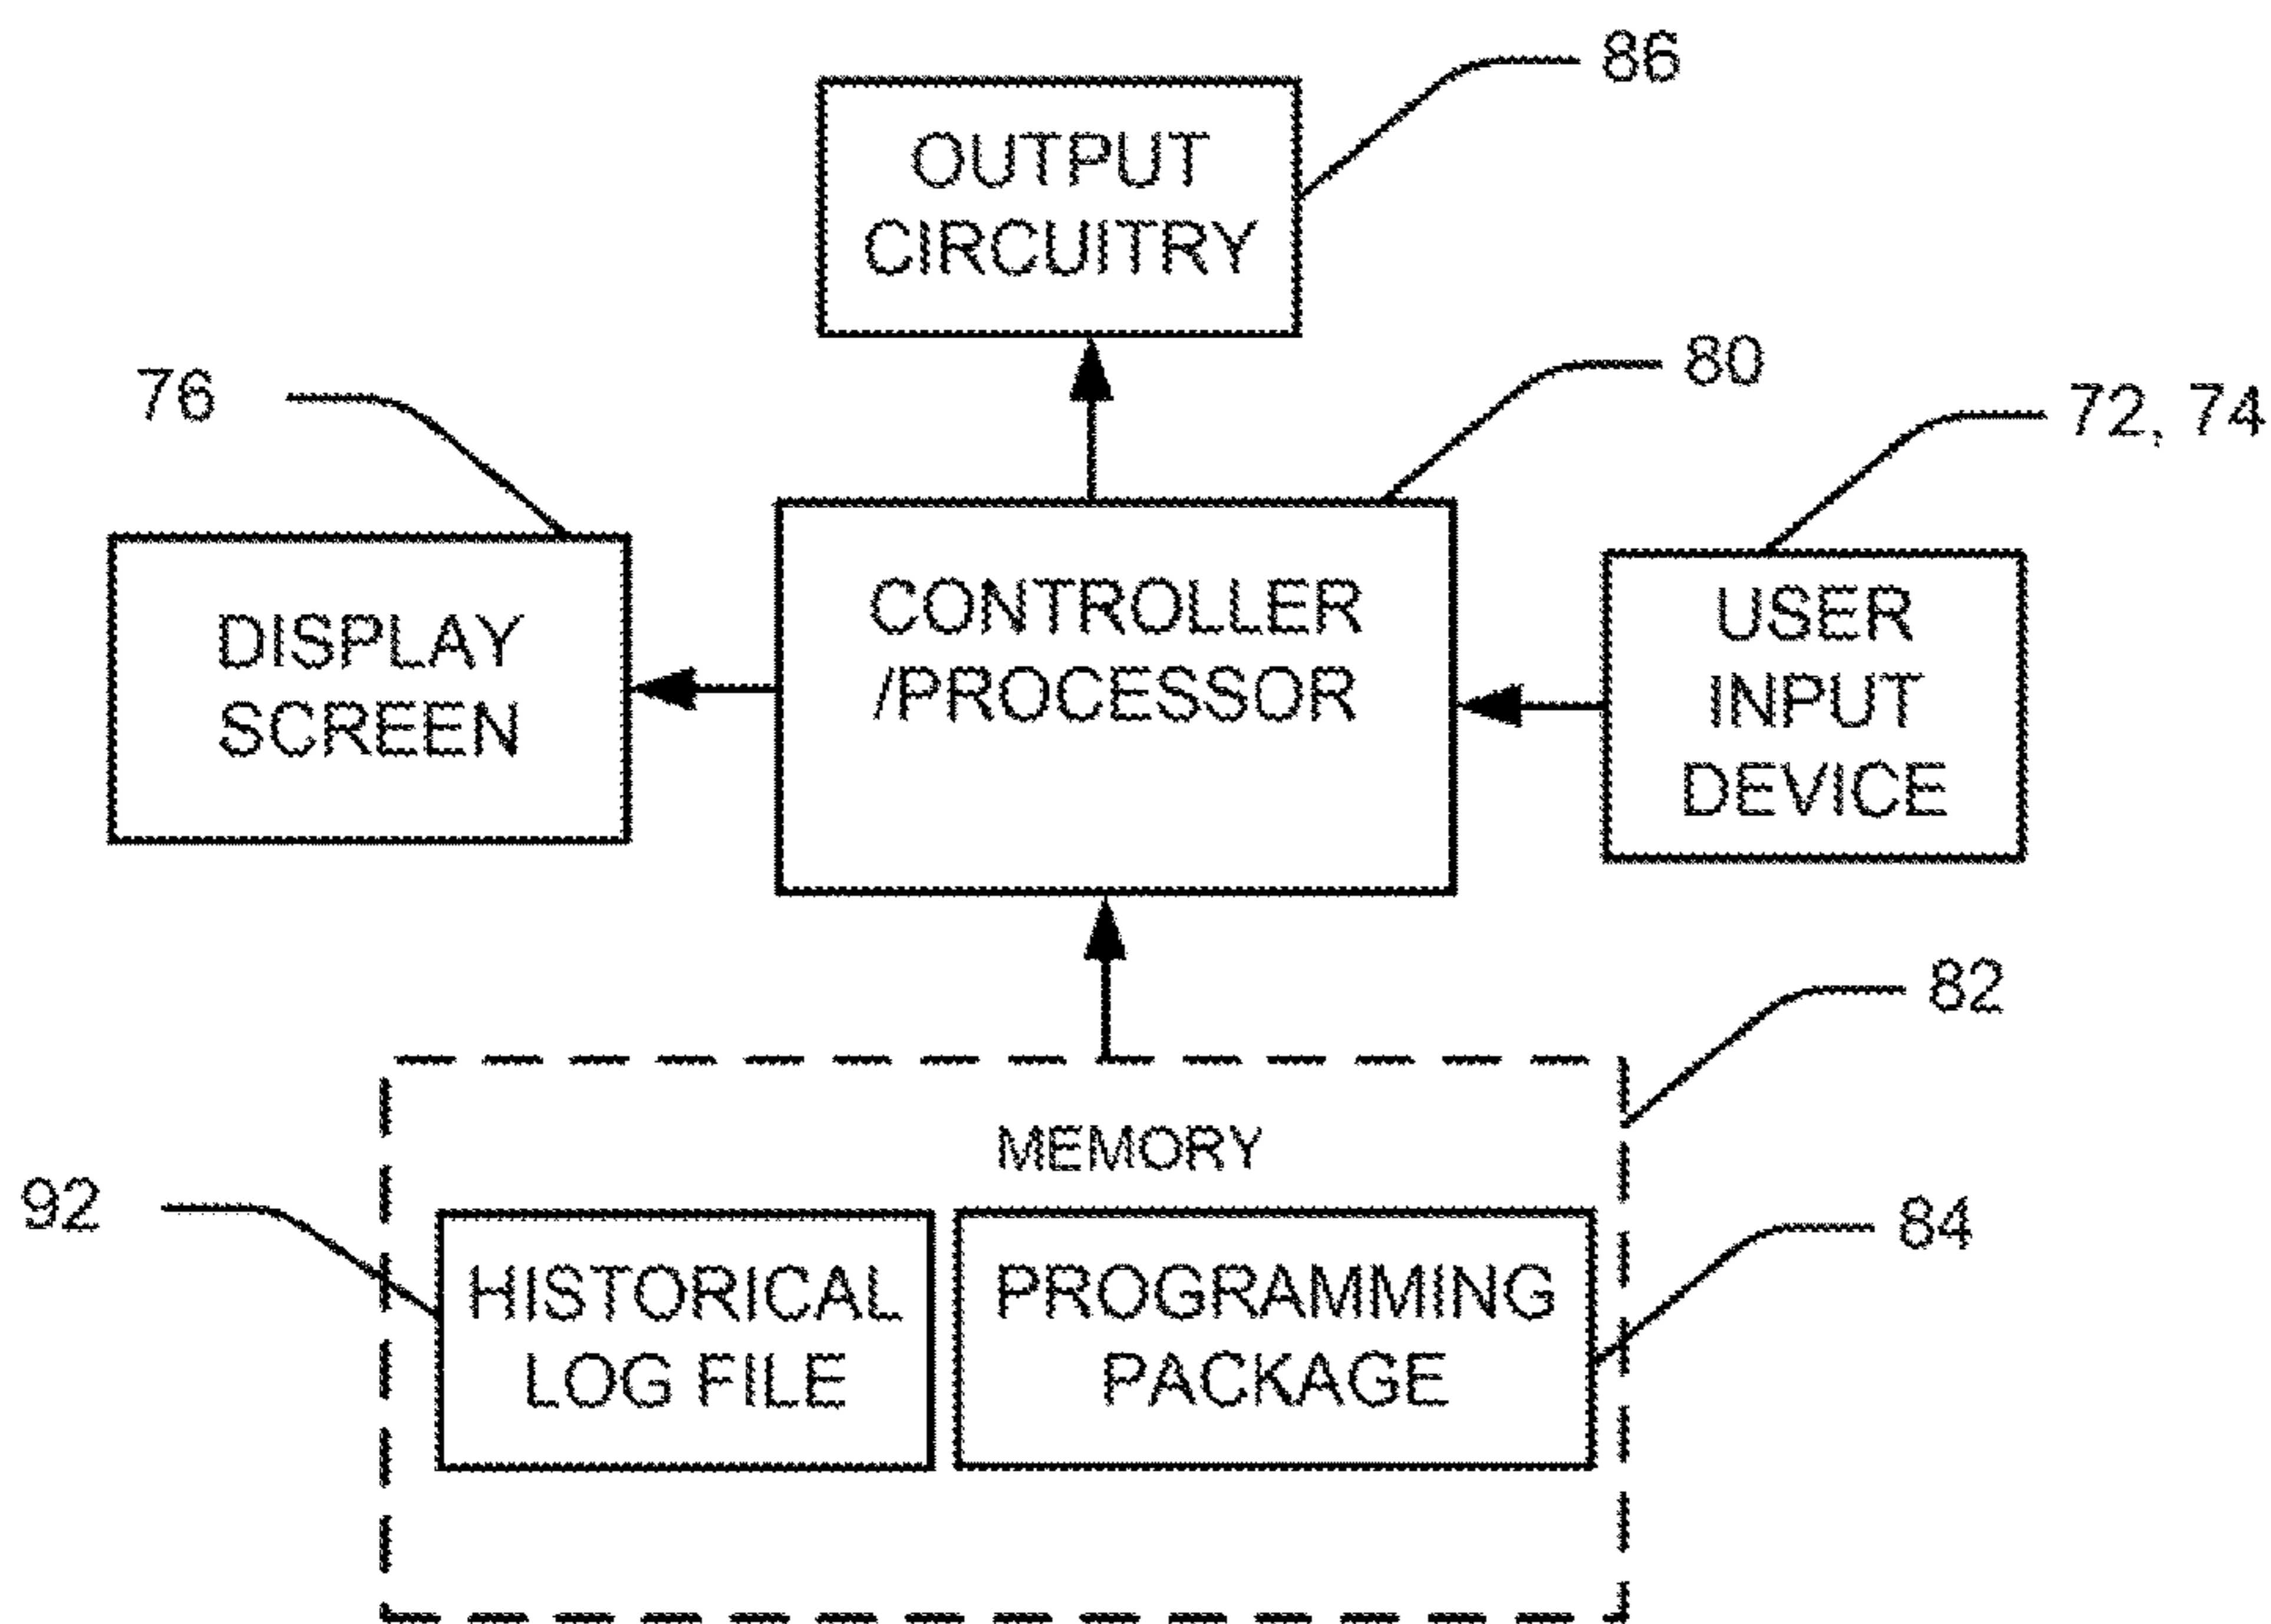 86
OUTPUT
CIRCUITRY
80
76
72, 74
CONTROLLER
/PROCESSOR
DISPLAY
SCREEN
USER
INPUT
DEVICE
82
MEMORY
92
84
HISTORICAL
LOG FILE
PROGRAMMING
PACKAGE